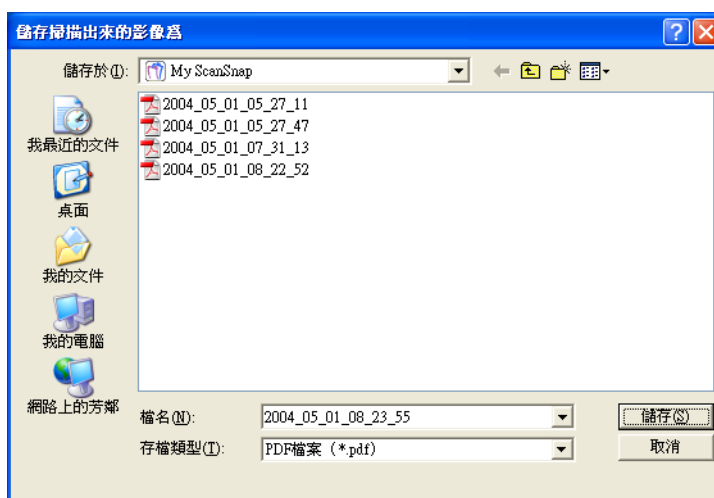 儲存掃描出來的影像為
儲存於(I):
My ScanSnap
2004_05_01_05_27_11
2004_05_01_05_27_47
2004_05_01_07_31_13
2004_05_01_08_22_52
我最近的文件
桌面
我的文件
我的電腦
網路上的芳鄰
檔名(N):
2004_05_01_08_23_55
儲存(S)
存檔類型(T):
PDF檔案 (*.pdf)
取消